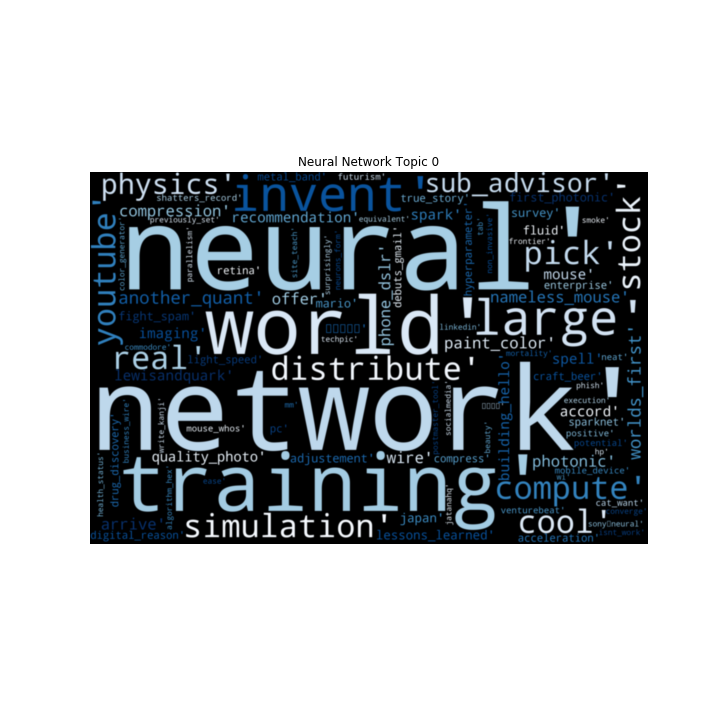 Neural Network Topic 0
physics'
metal_band'
futurism'
shatters_record'
invent'
'sub_advisor'
true_story'
first_photonic'
compression'
previously_set'
recommendation'
equivalent'
spark'
survey'
smoke'
youtube'
color_generator'
neural'
parallelism'
retina'
site_teach'
surprisingly'
neurons_fire'
phone_dslr'
debuts_gmail'
hyperparameter'
tab'
non_invasive'
fluid'
frontier'
pick'
stock'
mouse'
enterprise'
another_quant'
offer'
mario'
nameless_mouse'
fight_spam'
imaging'
world'
linkedin'
'large
techpic'
paint_color'
commodore'
real'
light_speed'
distribute'
mortality'
spell'
neat'
worlds_first'
lewisandquark'
craft_beer'
phish'
network'
socialmedia'
building_hello'
execution
accord'
sparknet'
positive'
potential'
health_status'
drug_discovery'
business_wire'
write_kanji'
mouse_whos'
pc'
beauty'
hp'
quality_photo'
adjustement'
wire'
compress'
photonic'
mobile_device'
algorithm_hex'
ease'
training'
compute'
wi'
cat_want'
arrive'
simulation'
japan'
jatanahq'
venturebeat'
cool'
converge'
sony neural'
digital_reason'
lessons_learned'
acceleration'
isnt_work'